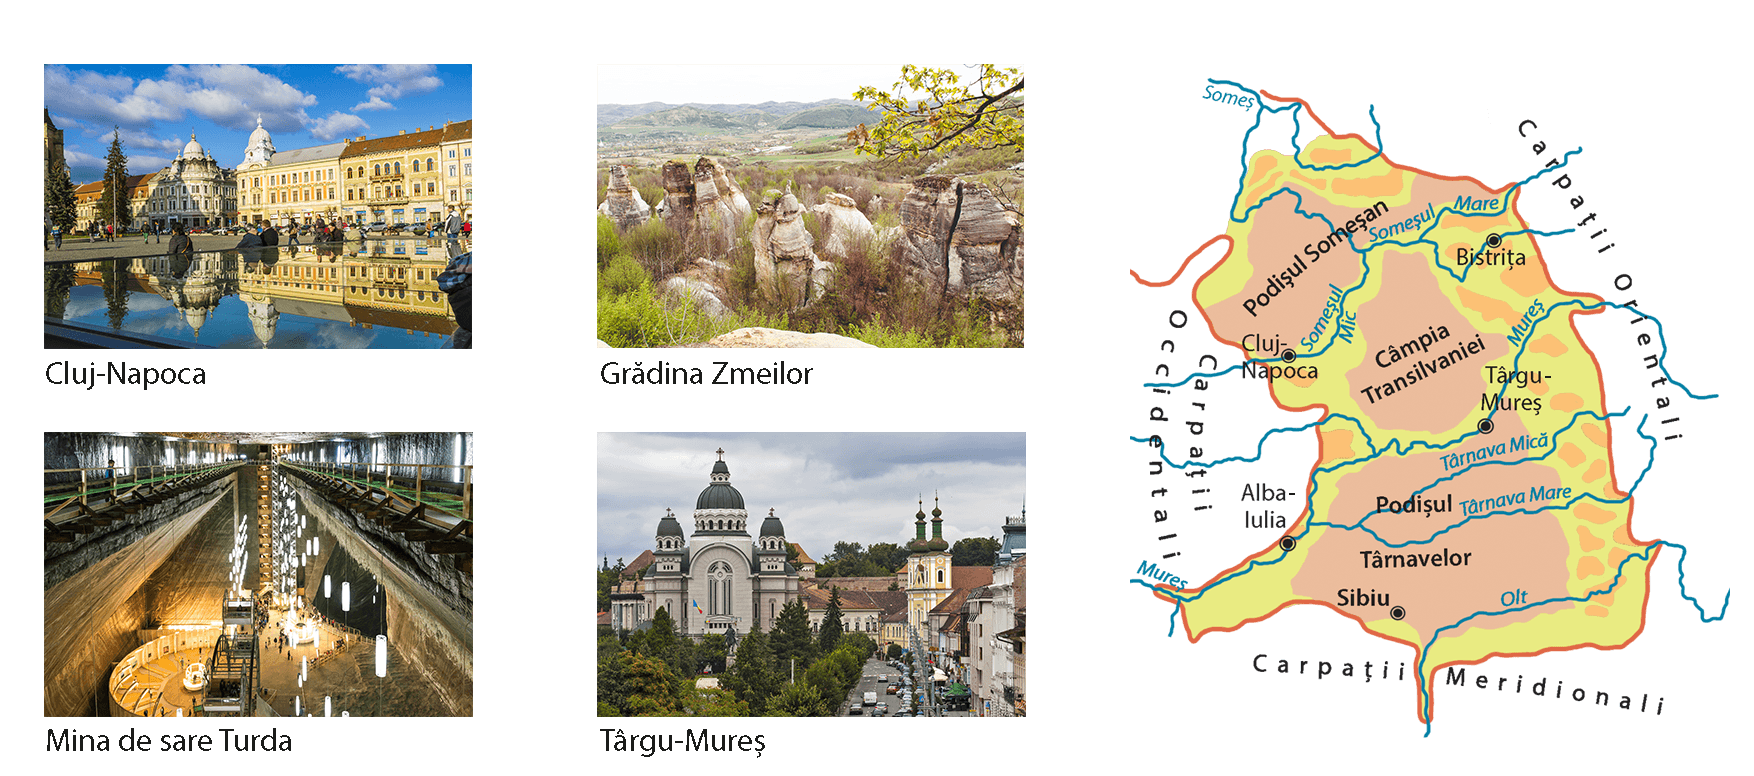 Cluj-Napoca
Grădina Zmeilor
Mina de sare Turda
Târgu-Mureș
Someș
Carpații Orientali
Podișul Someșan
Someșul Mare
Bistrița
Someșul
Mic
Mureș
Cluj-
Napoca
Câmpia
Transilvaniei
Târgu-
Mureș
Carpații
Occidentali
Târnava Mică
Alba-
Iulia
Podișul
Târnava Mare
Târnavelor
Mureș
Sibiu
Olt
Carpații Meridionali